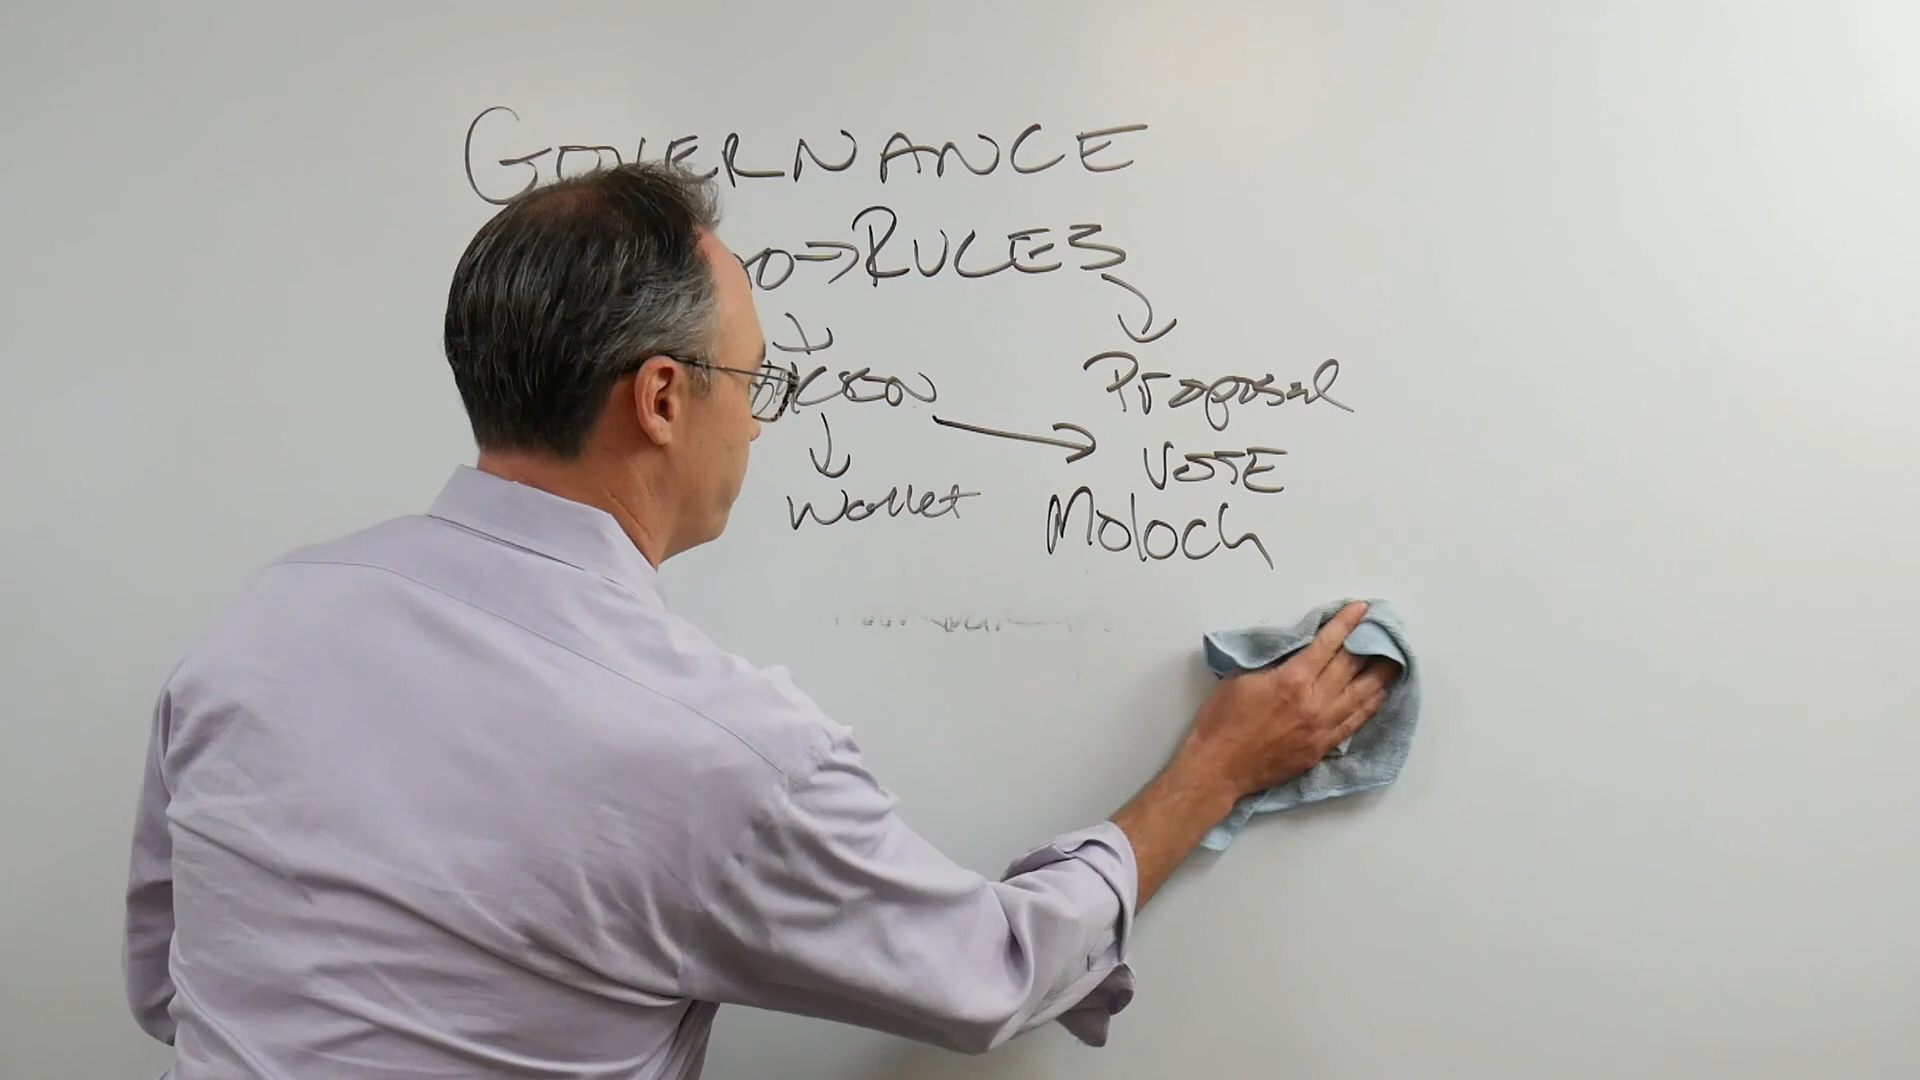 GOVERNANCE
→ RULES
Proposal
VOTE
Wallet
Moloch